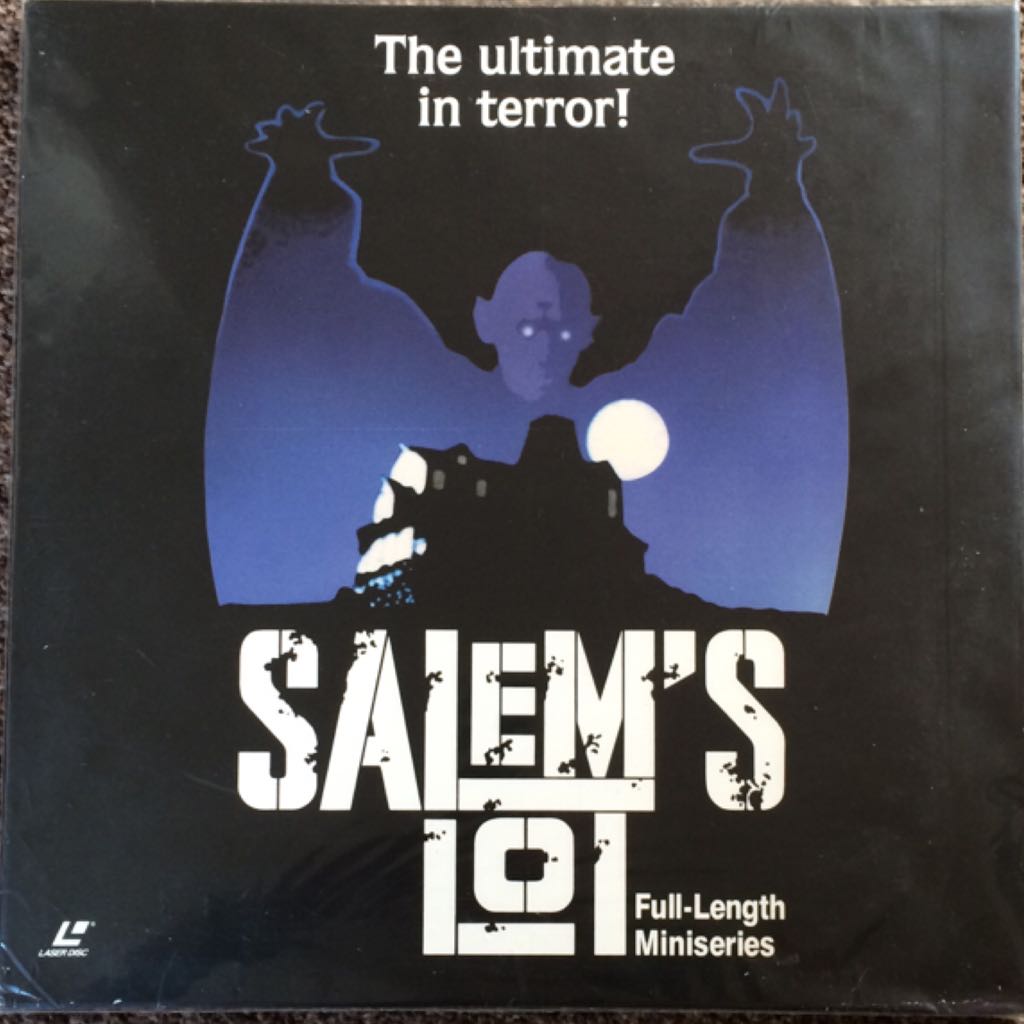 The ultimate
in terror!
SALEM'S
LOT
Full-Length
Miniseries
LASER DISC